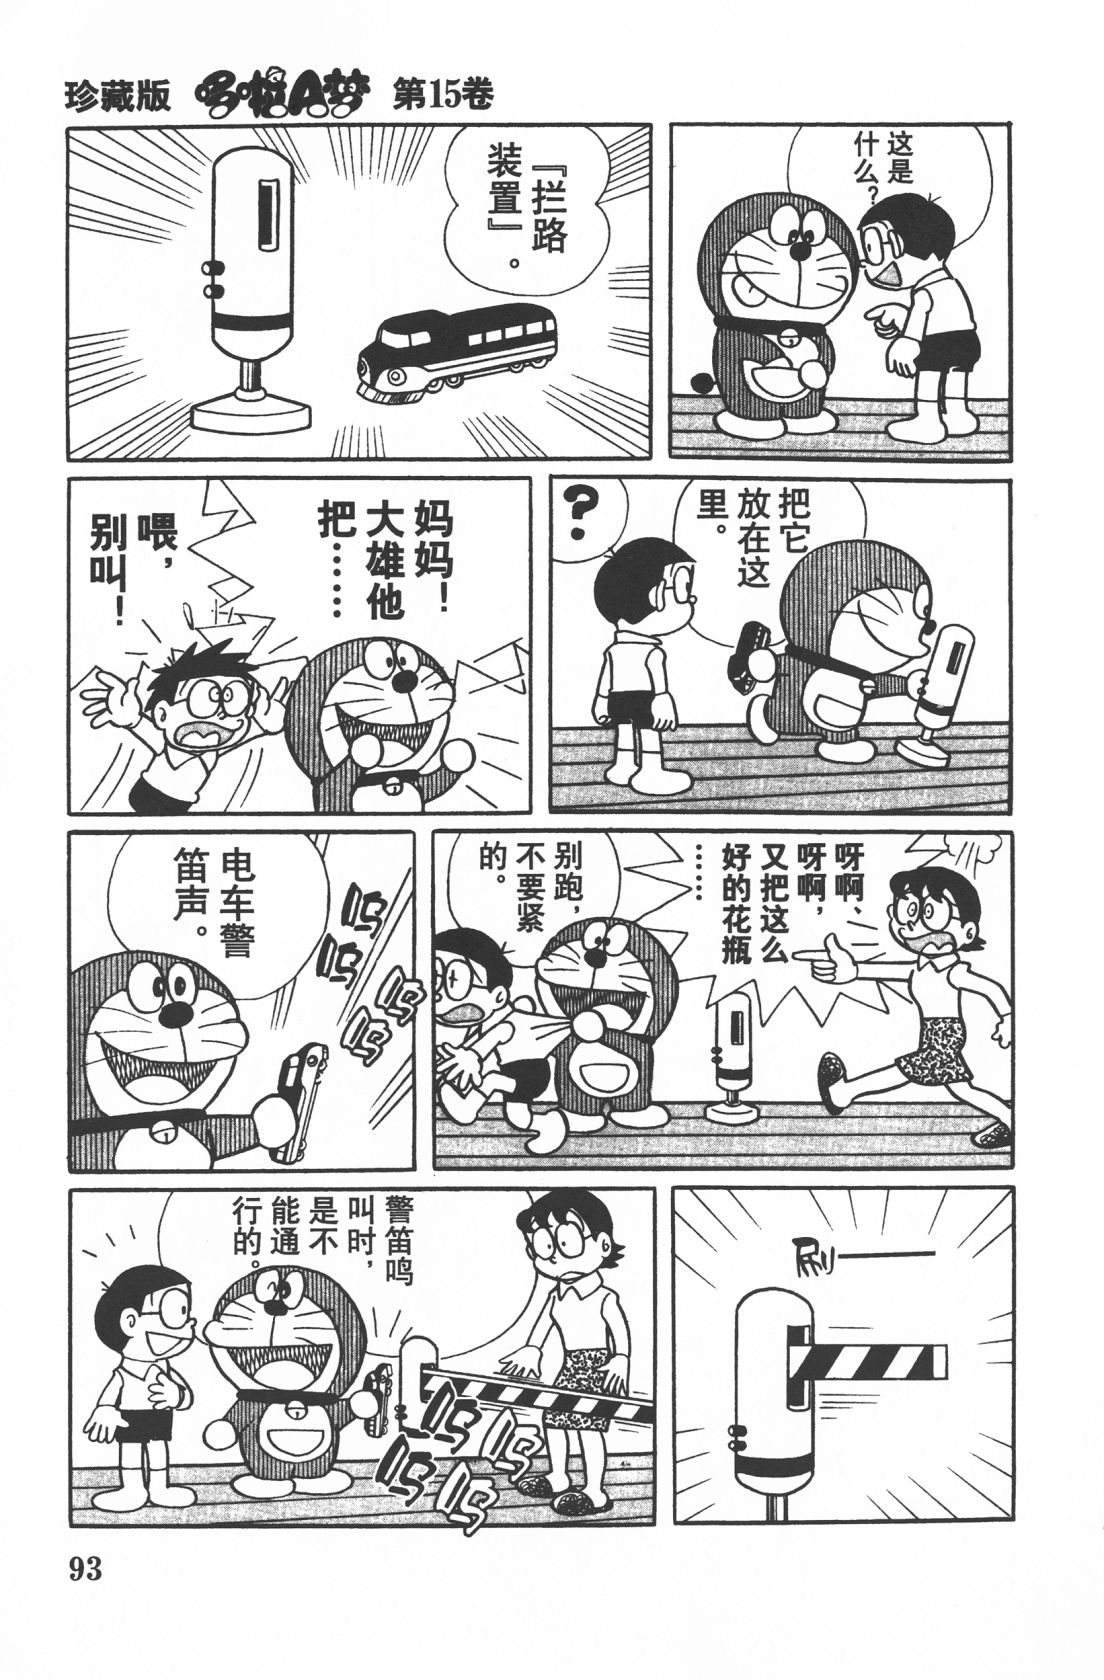 珍藏版 哆啦A梦 第15卷
这是
什么？
『拦路
装置』。
把它
放在这
里。
？
妈妈！
大雄他
把……
喂，
别叫！
呀啊、
呀啊，
又把这么
好的花瓶
……
别跑，
不要紧
的。
电车警
笛声。
呜
呜
呜
呜
呜
刷——
警笛鸣
叫时，
是不
能通
行的。
呜
呜
呜
呜
呜
93